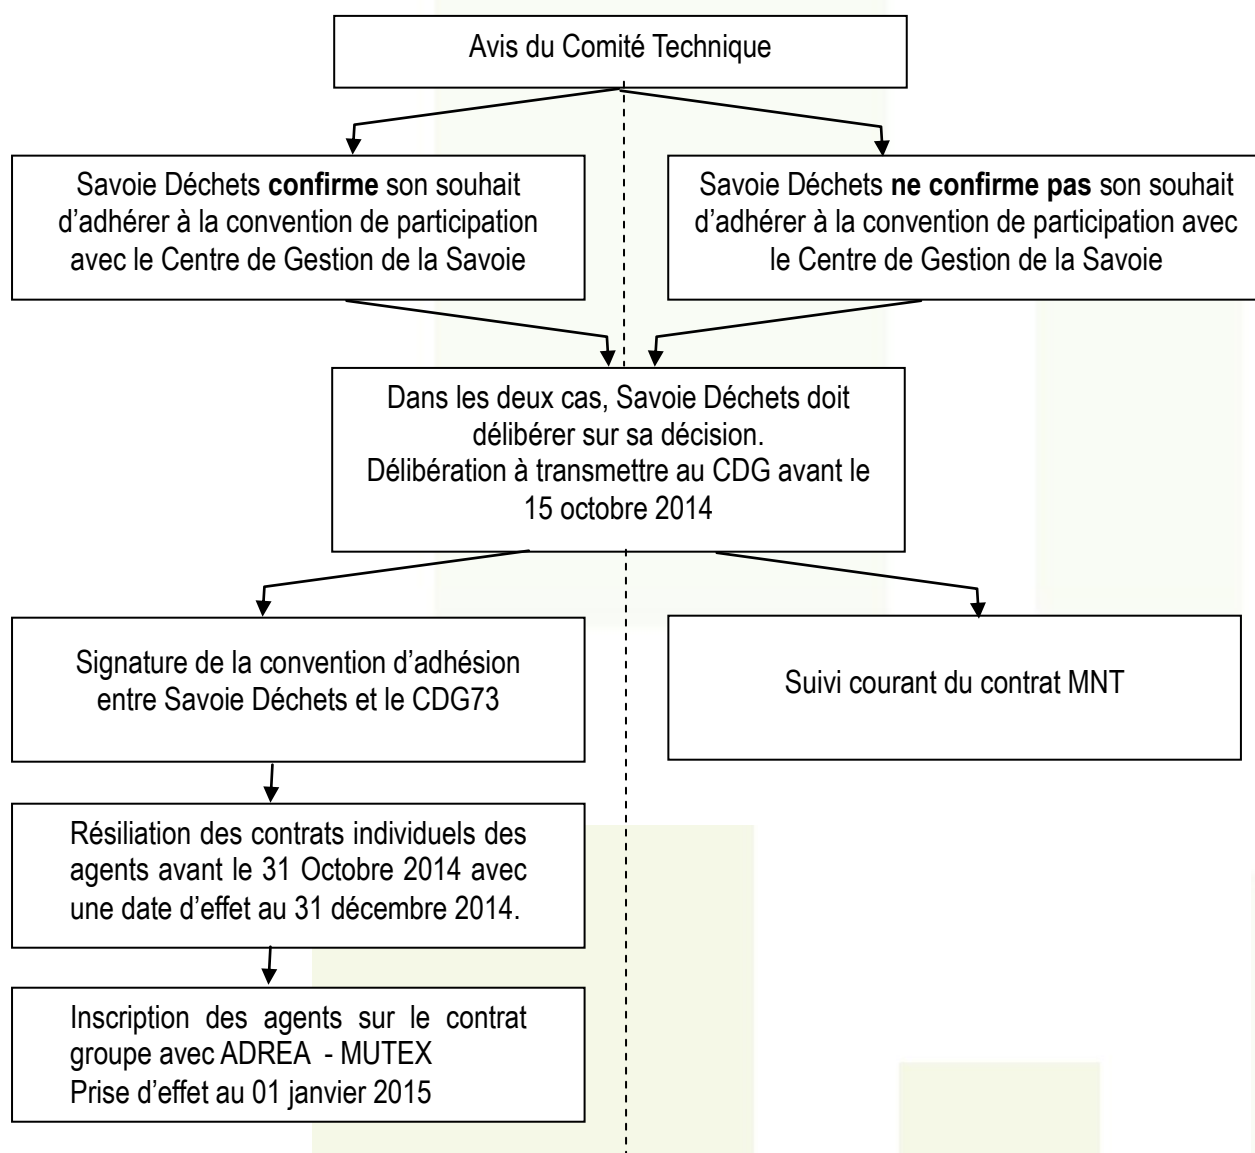 Avis du Comité Technique
Savoie Déchets confirme son souhait
d’adhérer à la convention de participation
avec le Centre de Gestion de la Savoie
Savoie Déchets ne confirme pas son souhait
d’adhérer à la convention de participation avec
le Centre de Gestion de la Savoie
Dans les deux cas, Savoie Déchets doit
délibérer sur sa décision.
Délibération à transmettre au CDG avant le
15 octobre 2014
Signature de la convention d’adhésion
entre Savoie Déchets et le CDG73
Suivi courant du contrat MNT
Résiliation des contrats individuels des
agents avant le 31 Octobre 2014 avec
une date d’effet au 31 décembre 2014.
Inscription des agents sur le contrat
groupe avec ADREA - MUTEX
Prise d’effet au 01 janvier 2015